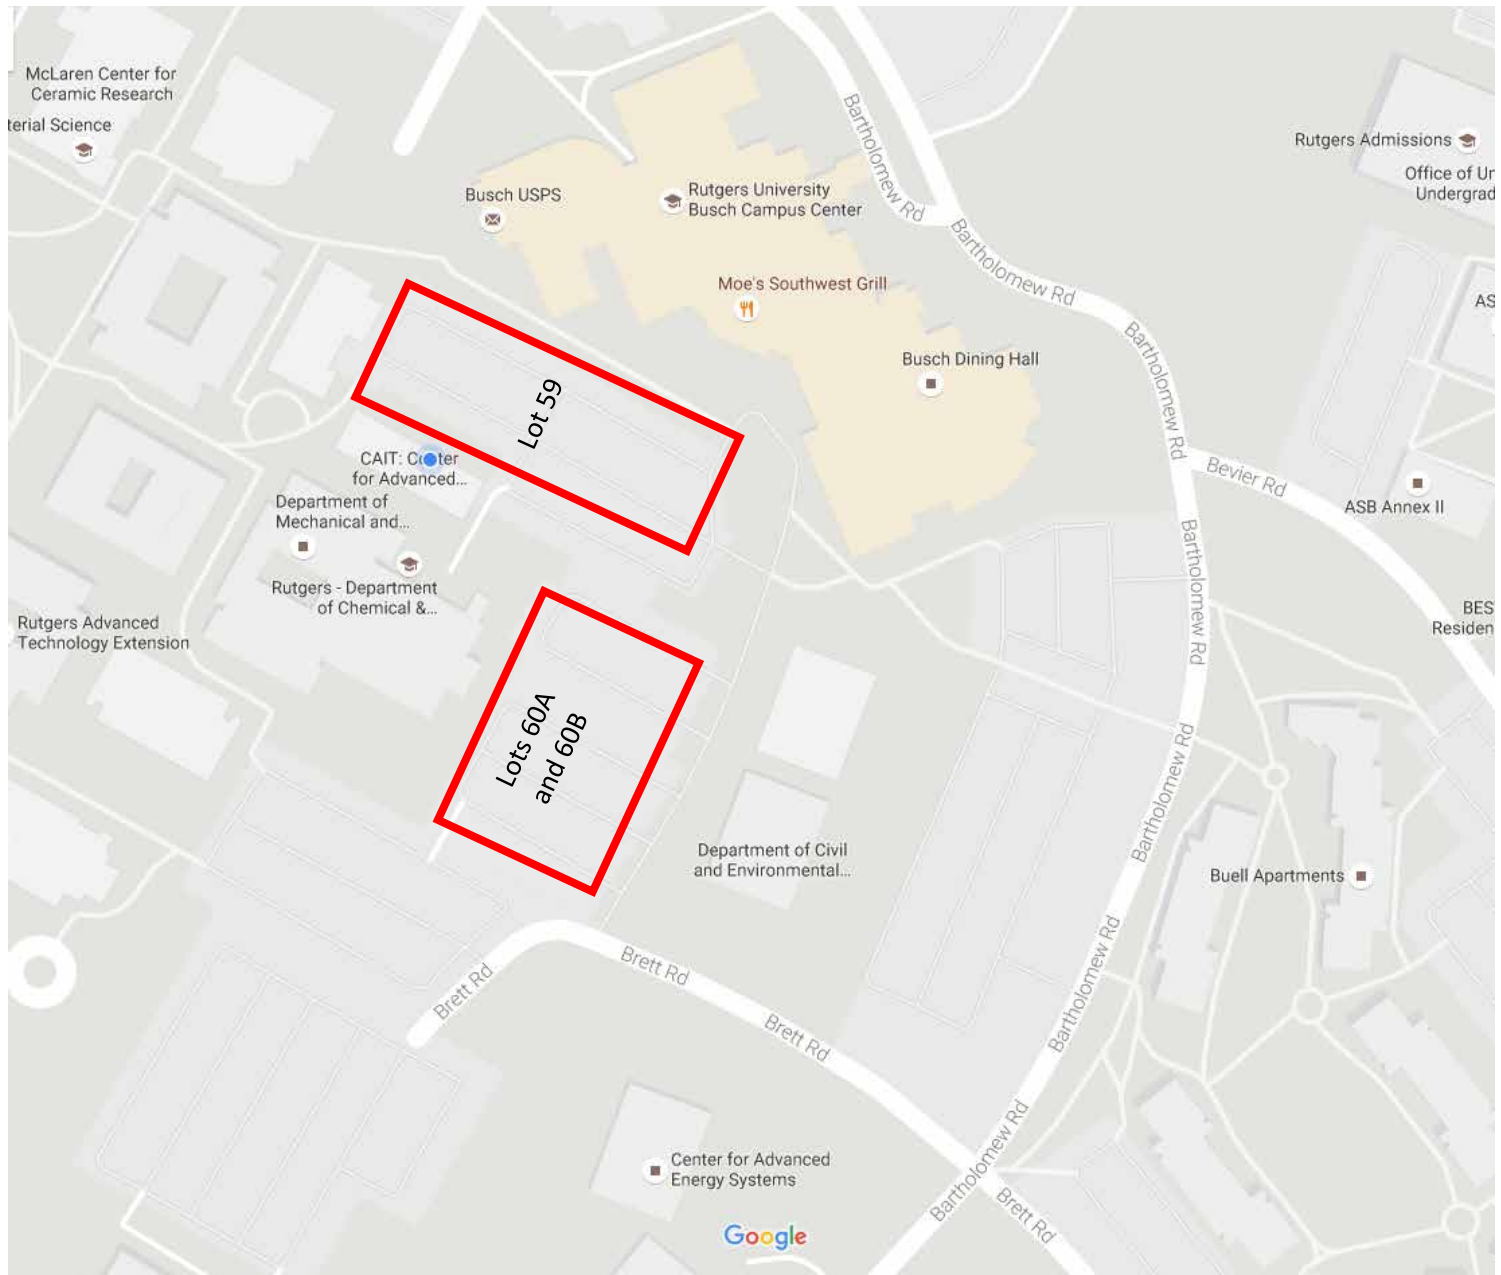 McLaren Center for
Ceramic Research
terial Science
Busch USPS
Rutgers University
Busch Campus Center
Moe's Southwest Grill
Busch Dining Hall
Bartholomew Rd
Bartholomew Rd
Bartholomew Rd
Bartholomew Rd
Bartholomew Rd
Bartholomew Rd
Bartholomew Rd
Bartholomew Rd
Bevier Rd
Rutgers Admissions
Office of Un
Undergrad
AS
ASB Annex II
BES
Residen
Lot 59
CAIT: Center
for Advanced...
Department of
Mechanical and...
Rutgers - Department
of Chemical &...
Rutgers Advanced
Technology Extension
Lots 60A
and 60B
Department of Civil
and Environmental...
Buell Apartments
Brett Rd
Brett Rd
Brett Rd
Brett Rd
Center for Advanced
Energy Systems
Google